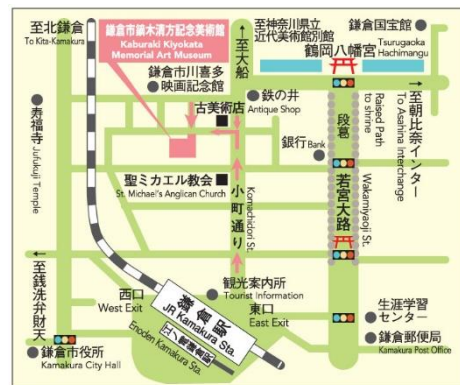 至北鎌倉
To Kita-Kamakura
鎌倉市鏑木清方記念美術館
Kaburaki Kiyokata
Memorial Art Museum
至大船
至神奈川県立
近代美術館別館
鎌倉国宝館
鶴岡八幡宮
Tsurugaoka
Hachimangu
鎌倉市川喜多
映画記念館
鉄の井
古美術店
Antique Shop
寿福寺
Jufukuji Temple
銀行 Bank
段葛
Raised Path
to shrine
至朝比奈インター
To Asahina Interchange
聖ミカエル教会
St. Michael's Anglican Church
小町通り
Komachidori St.
若宮大路
Wakamiyaoji St.
至銭洗弁財天
西口
West Exit
鎌倉駅
JR Kamakura Sta.
江ノ電鎌倉駅
Enoden Kamakura Sta.
観光案内所
Tourist Information
東口
East Exit
生涯学習
センター
鎌倉郵便局
Kamakura Post Office
鎌倉市役所
Kamakura City Hall